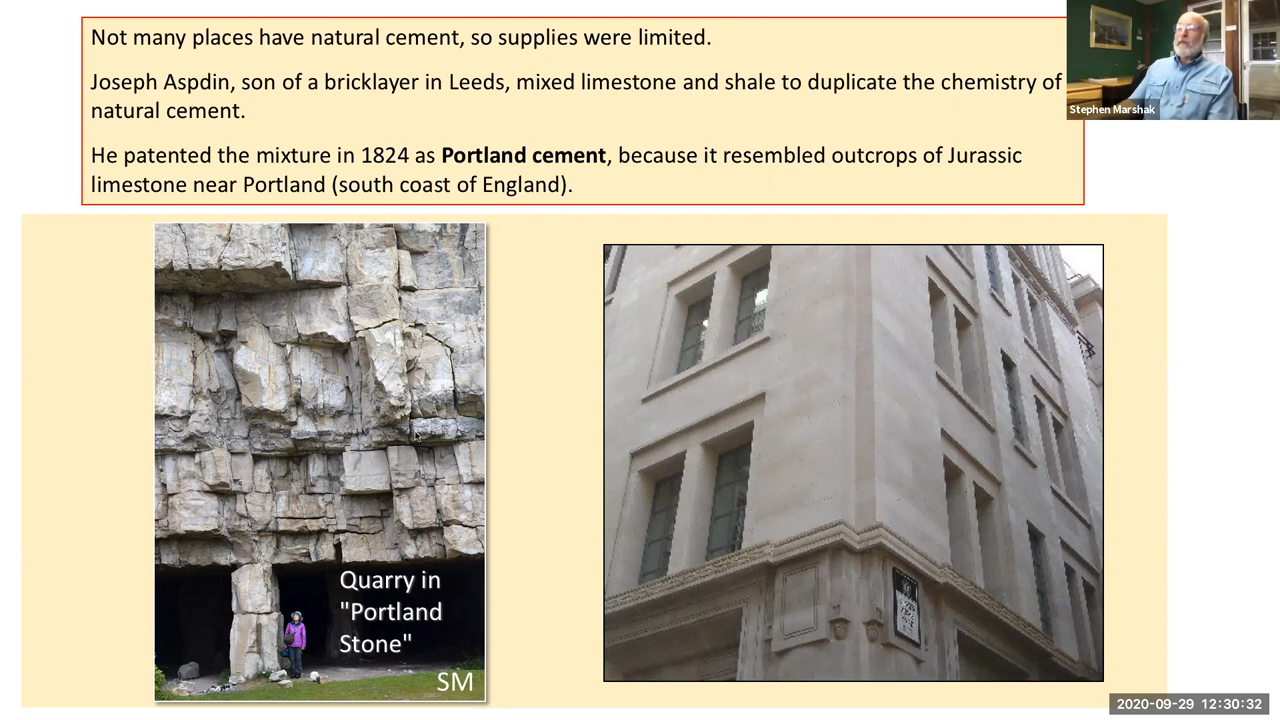 Not many places have natural cement, so supplies were limited.
Joseph Aspdin, son of a bricklayer in Leeds, mixed limestone and shale to duplicate the chemistry of
natural cement.
He patented the mixture in 1824 as Portland cement, because it resembled outcrops of Jurassic
limestone near Portland (south coast of England).
Stephen Marshak
Quarry in
"Portland
Stone"
SM
2020-09-29 12:30:32